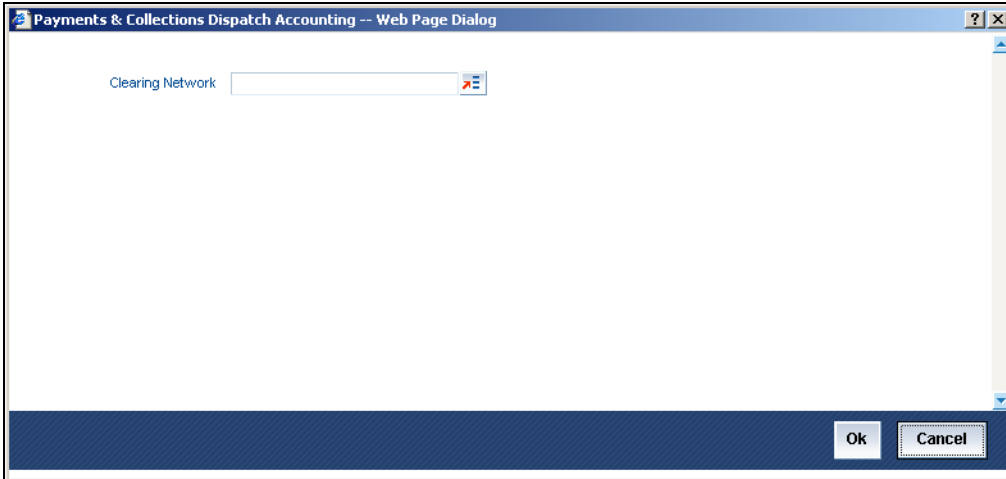 Payments & Collections Dispatch Accounting -- Web Page Dialog
Clearing Network
Ok
Cancel